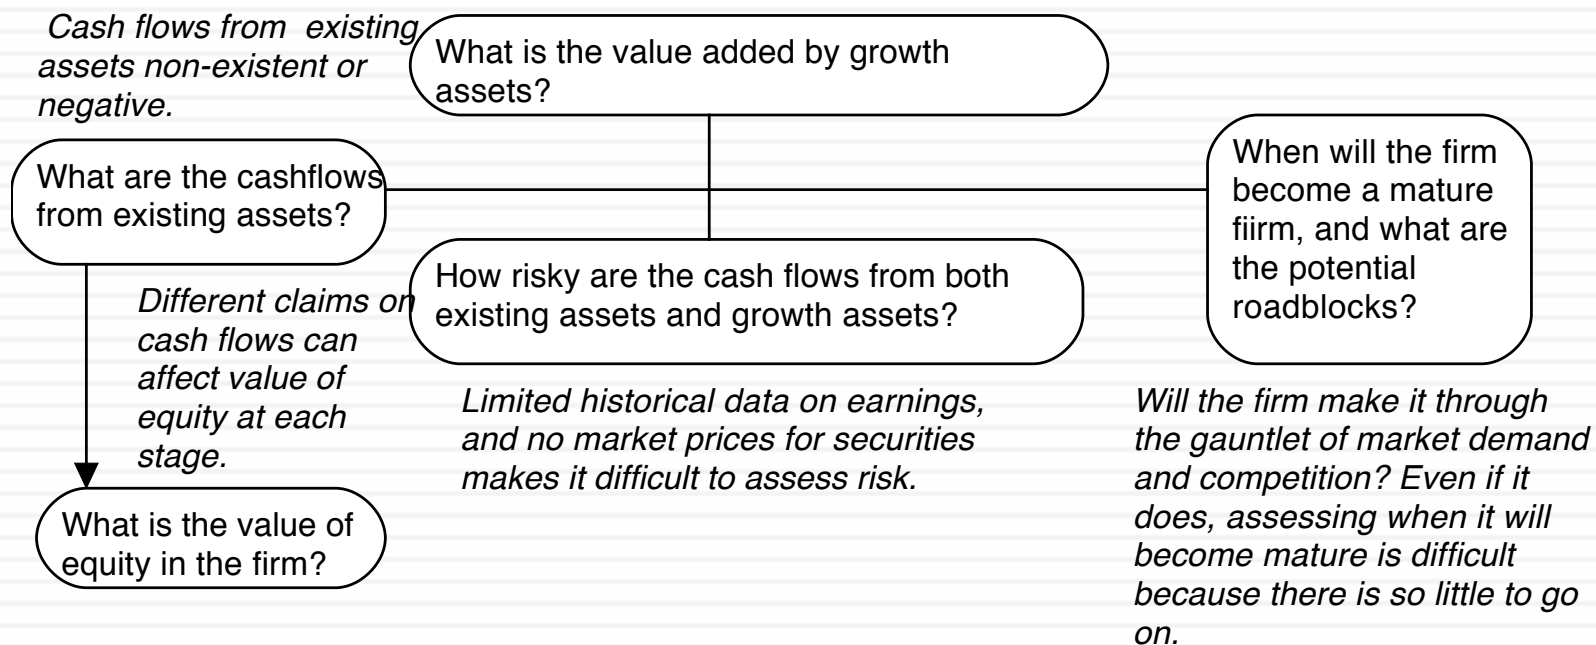 Cash flows from  existing
assets non-existent or
negative.
What is the value added by growth
assets?
What are the cashflows
from existing assets?
When will the firm
become a mature
fiirm, and what are
the potential
roadblocks?
How risky are the cash flows from both
existing assets and growth assets?
Different claims on
cash flows can
affect value of
equity at each
stage.
Limited historical data on earnings,
and no market prices for securities
makes it difficult to assess risk.
Will the firm make it through
the gauntlet of market demand
and competition? Even if it
does, assessing when it will
become mature is difficult
because there is so little to go
on.
What is the value of
equity in the firm?